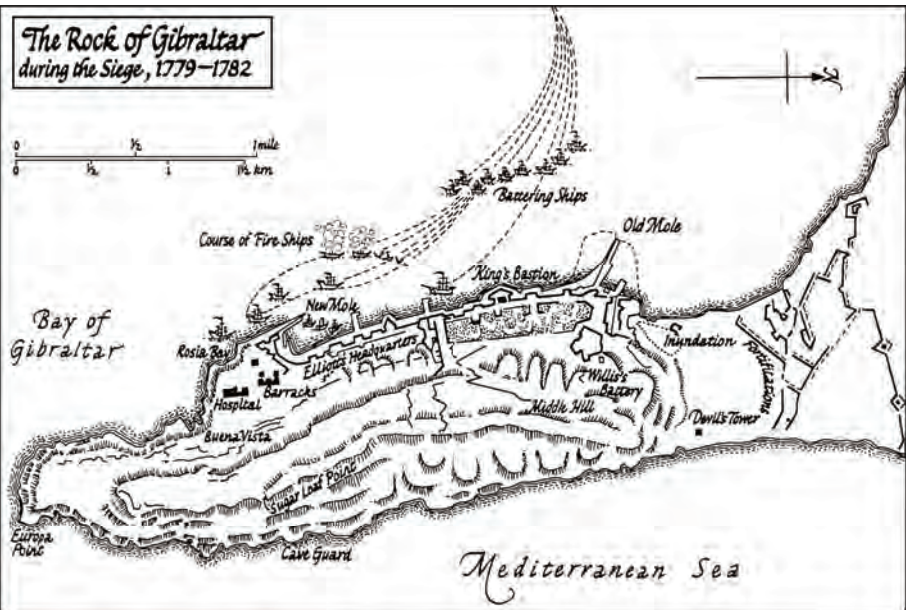 The Rock of Gibraltar
during the Siege, 1779–1782
N
0 ½ 1 mile
0 ½ 1 1½ km
Battering Ships
Old Mole
Course of Fire Ships
King's Bastion
New Mole
Bay of
Gibraltar
Rosia Bay
Inundation
Elliott's Headquarters
Fortifications
Willis's
Battery
Barracks
Hospital
Middle Hill
Devil's Tower
Buena Vista
Sugar Loaf Point
Europa
Point
Cave Guard
Mediterranean Sea